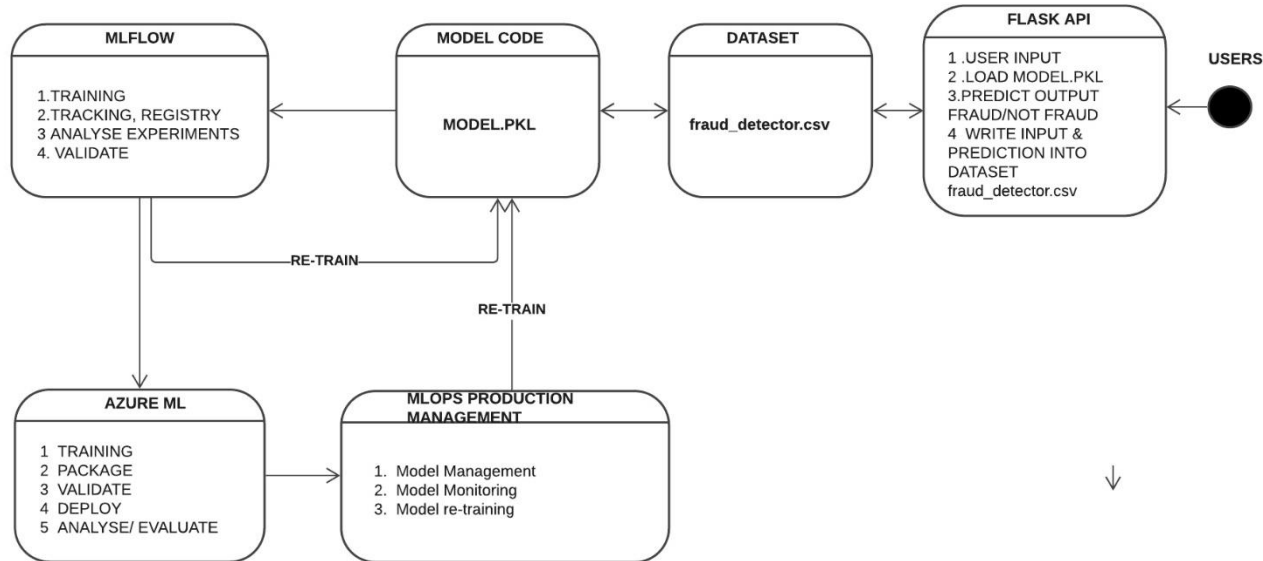 MLFLOW
1.TRAINING
2.TRACKING, REGISTRY
3 ANALYSE EXPERIMENTS
4. VALIDATE
MODEL CODE
MODEL.PKL
DATASET
fraud_detector.csv
FLASK API
1 .USER INPUT
2 .LOAD MODEL.PKL
3.PREDICT OUTPUT
FRAUD/NOT FRAUD
4 WRITE INPUT &
PREDICTION INTO
DATASET
fraud_detector.csv
USERS
RE-TRAIN
RE-TRAIN
AZURE ML
1 TRAINING
2 PACKAGE
3 VALIDATE
4 DEPLOY
5 ANALYSE/ EVALUATE
MLOPS PRODUCTION
MANAGEMENT
1. Model Management
2. Model Monitoring
3. Model re-training